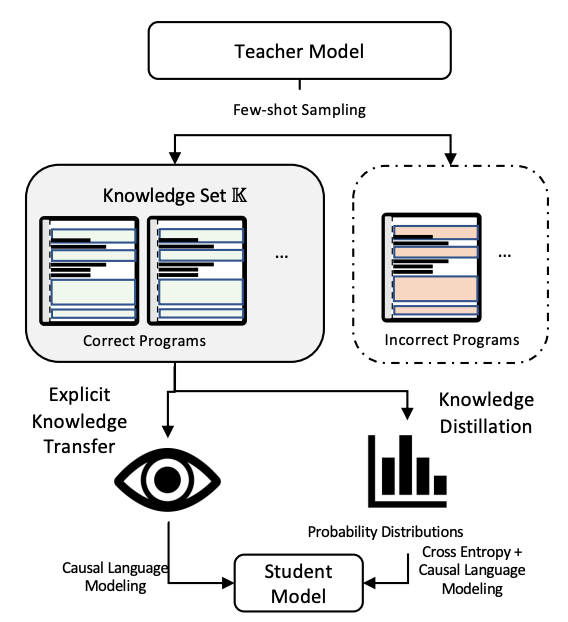 Teacher Model
Few-shot Sampling
Knowledge Set 𝕂
...
...
Correct Programs
Incorrect Programs
Explicit
Knowledge
Transfer
Knowledge
Distillation
Probability Distributions
Causal Language
Modeling
Student
Model
Cross Entropy +
Causal Language
Modeling